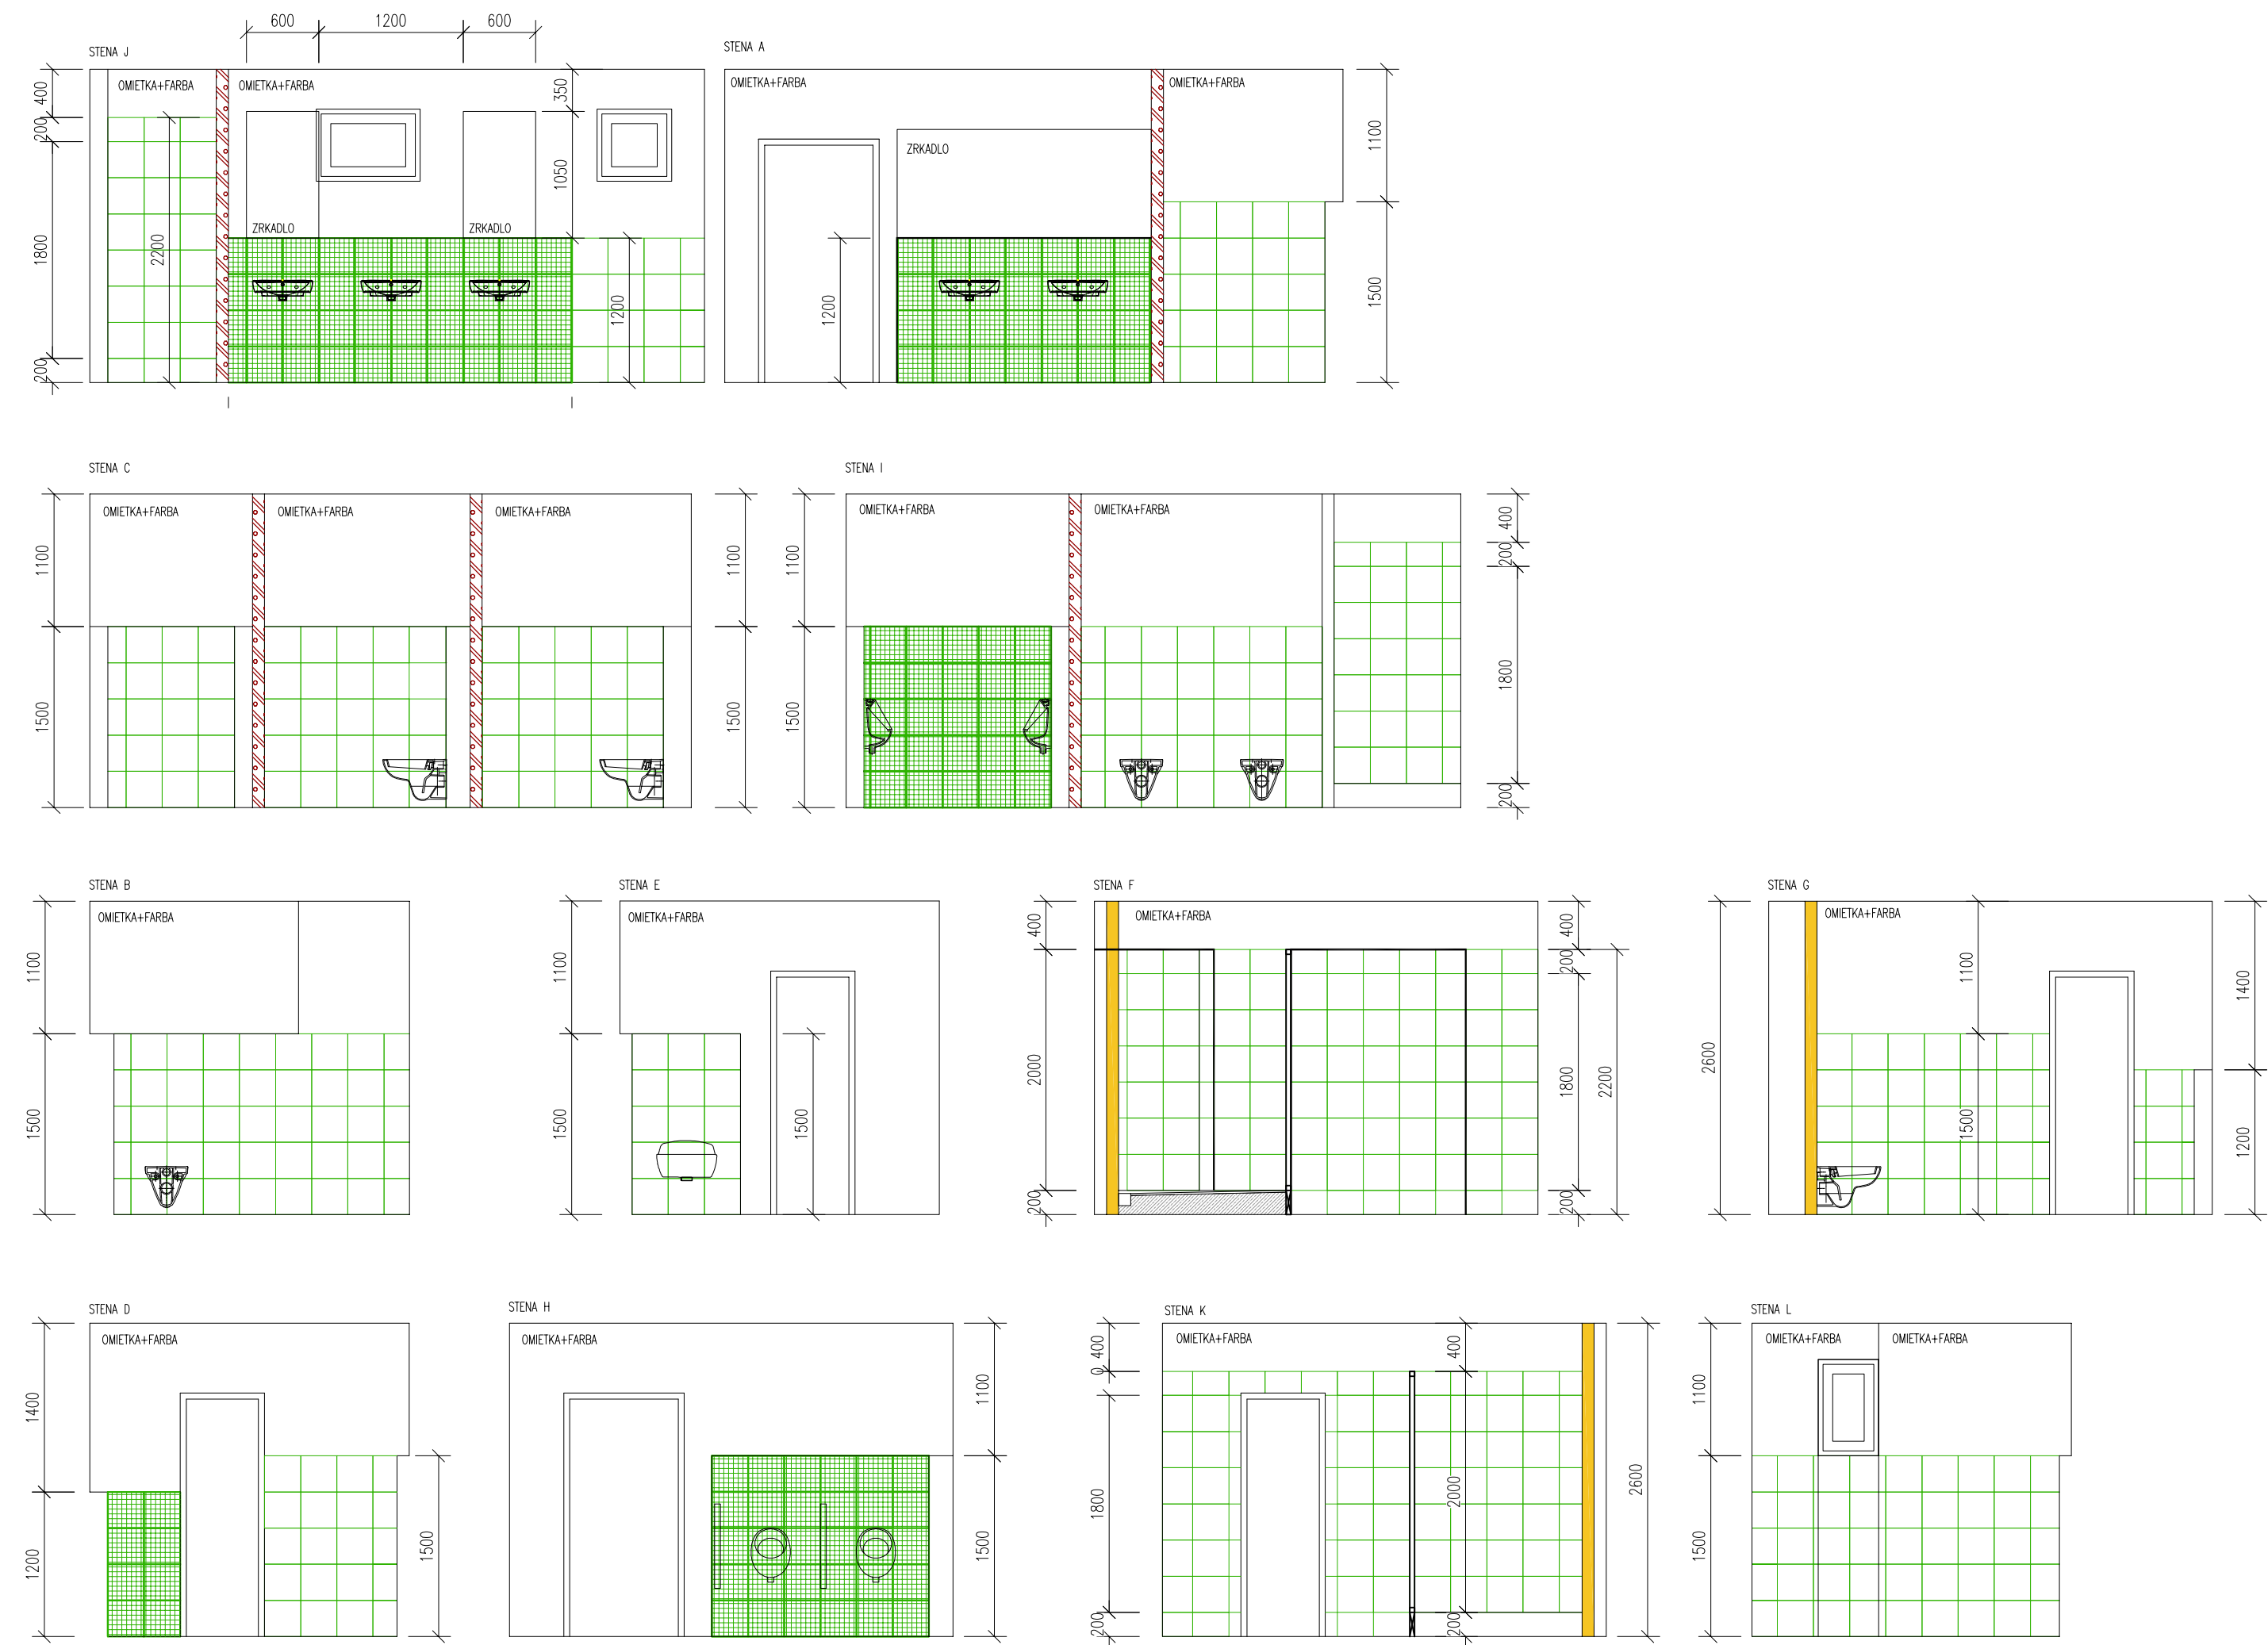 600 1200 600
STENA J
STENA A
OMIETKA+FARBA OMIETKA+FARBA
OMIETKA+FARBA OMIETKA+FARBA
400
200
1800
200
2200
350
1050
1200
ZRKADLO ZRKADLO
ZRKADLO
1200
1100
1500
STENA C
STENA I
OMIETKA+FARBA OMIETKA+FARBA OMIETKA+FARBA
OMIETKA+FARBA OMIETKA+FARBA
1100
1500
1100
1500
1100
1500
400
200
1800
200
STENA B
STENA E
STENA F
STENA G
OMIETKA+FARBA
OMIETKA+FARBA
OMIETKA+FARBA
OMIETKA+FARBA
1100
1500
1100
1500
1500
400
2000
200
400
200
1800
200
2200
2600
1100
1500
1400
1200
STENA D
STENA H
STENA K
STENA L
OMIETKA+FARBA
OMIETKA+FARBA
OMIETKA+FARBA
OMIETKA+FARBA OMIETKA+FARBA
1400
1200
1500
1100
1500
400
0
1800
200
400
2000
200
2600
1100
1500